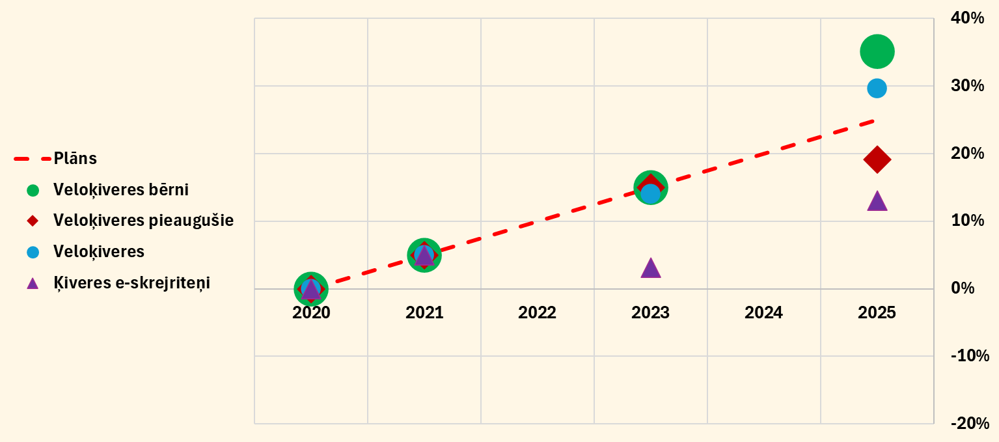 Plāns
Veloķiveres bērni
Veloķiveres pieaugušie
Veloķiveres
Ķiveres e-skrejriteņi
40%
30%
20%
10%
0%
-10%
-20%
2020 2021 2022 2023 2024 2025